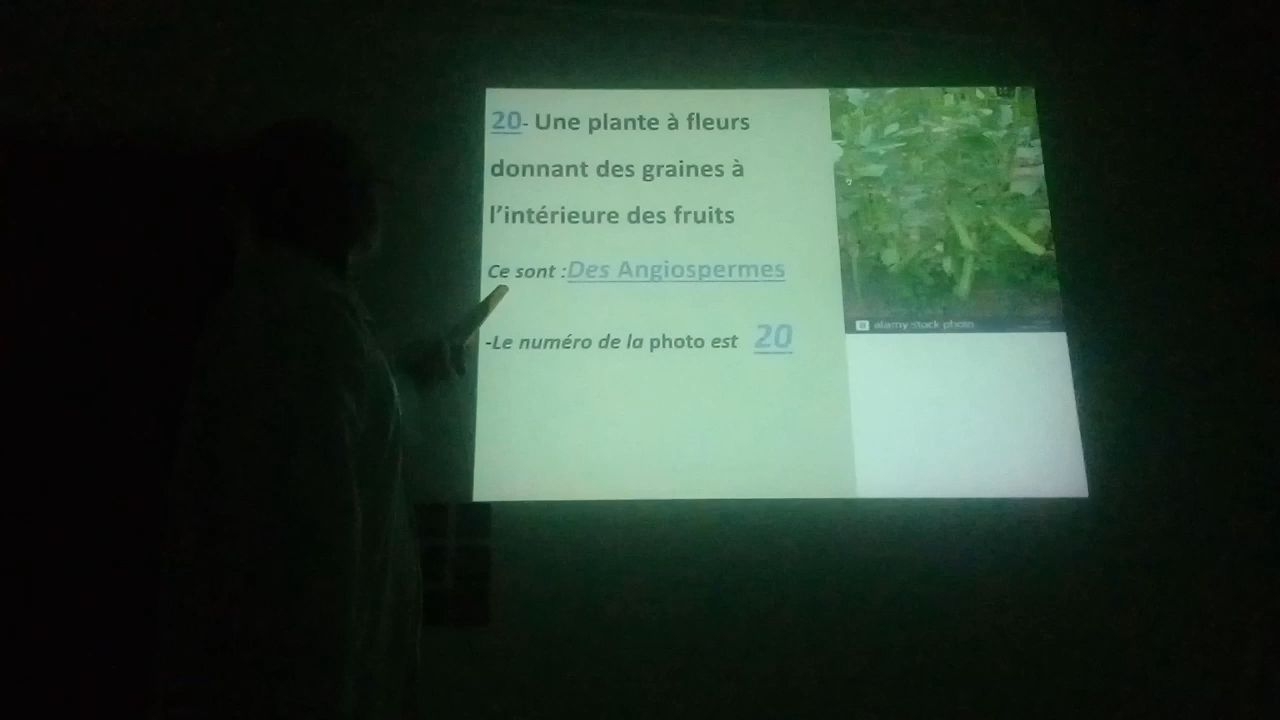 20- Une plante à fleurs
donnant des graines à
l'intérieure des fruits
Ce sont :Des Angiospermes
-Le numéro de la photo est 20
a alamy stock photo